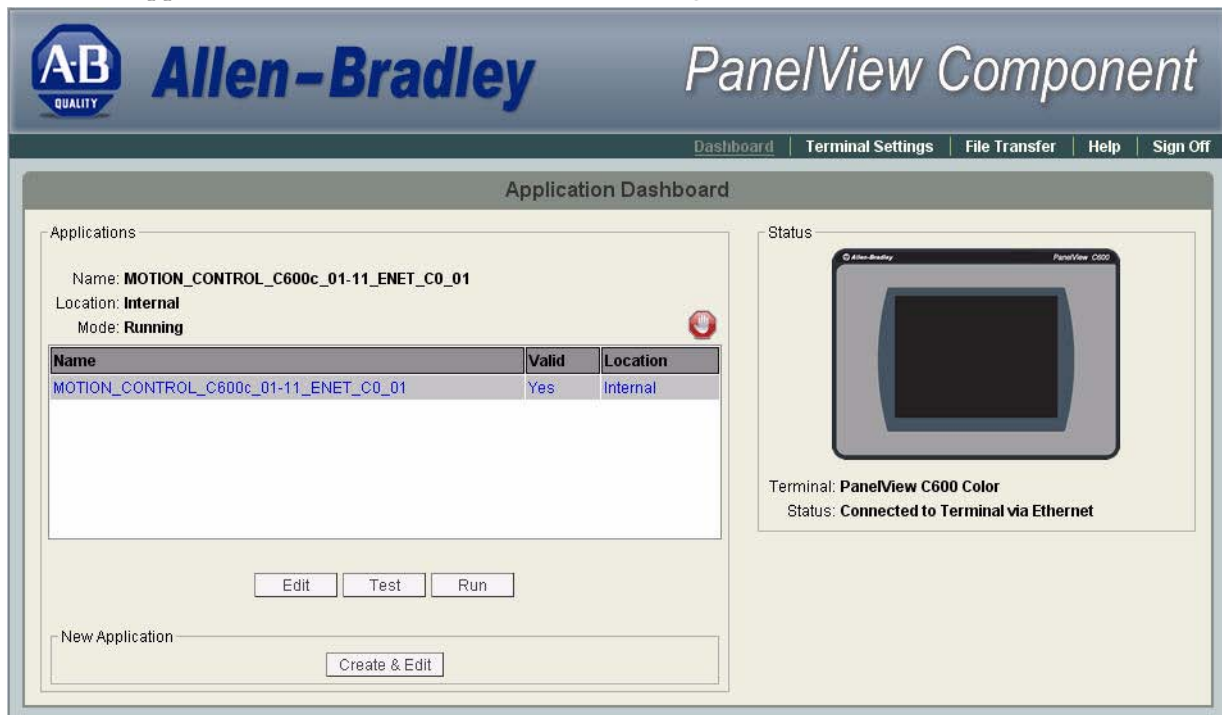 A-B
QUALITY
Allen-Bradley
PanelView Component
Dashboard | Terminal Settings | File Transfer | Help | Sign Off
Application Dashboard
Applications
Name: MOTION_CONTROL_C600c_01-11_ENET_C0_01
Location: Internal
Mode: Running
Name Valid Location
MOTION_CONTROL_C600c_01-11_ENET_C0_01 Yes Internal
Edit Test Run
New Application
Create & Edit
Status
Allen-Bradley PanelView C600
Terminal: PanelView C600 Color
Status: Connected to Terminal via Ethernet